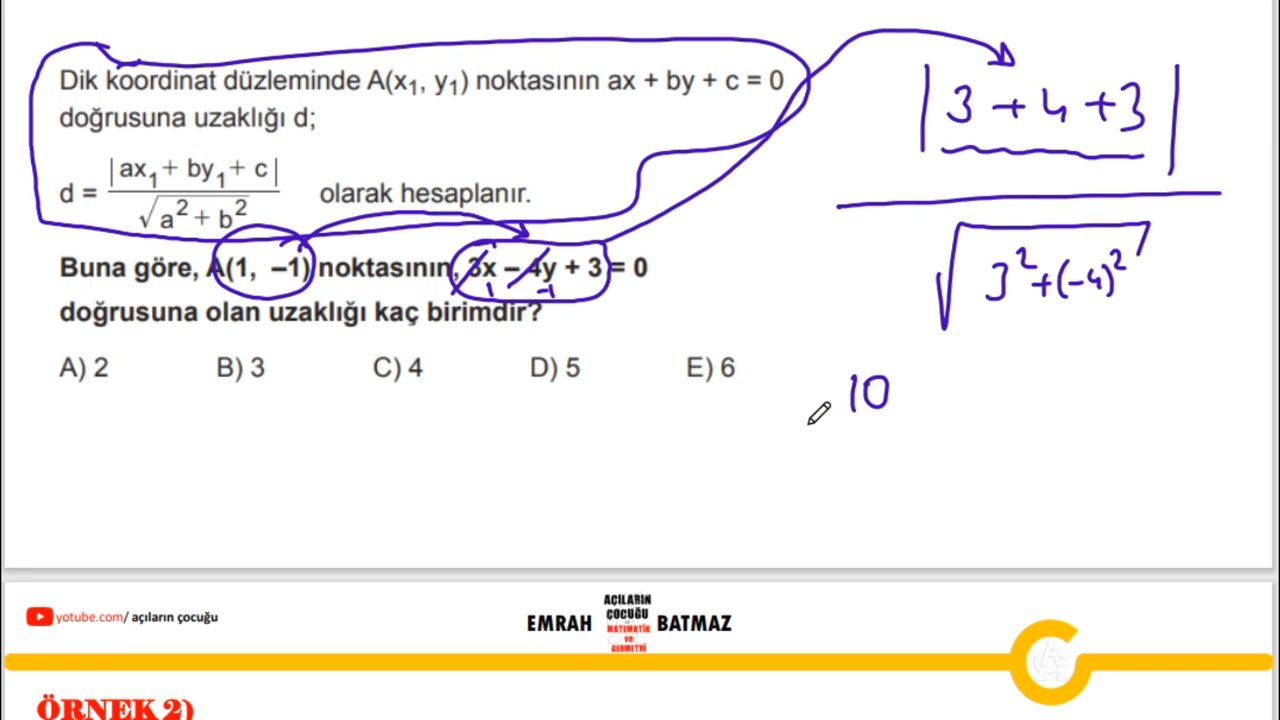 Dik koordinat düzleminde A(x₁, y₁) noktasının ax + by + c = 0
doğrusuna uzaklığı d;
d = |ax₁ + by₁ + c| / √a² + b² olarak hesaplanır.
Buna göre, A(1, –1) noktasının, 3x – 4y + 3 = 0
1 -1
doğrusuna olan uzaklığı kaç birimdir?
A) 2 B) 3 C) 4 D) 5 E) 6
|3 + 4 + 3|
√3² + (-4)²
10
yotube.com/ açıların çocuğu
EMRAH
AÇILARIN
ÇOCUĞU
MATEMATİK
ve
GEOMETRİ
BATMAZ
ÖRNEK 2)